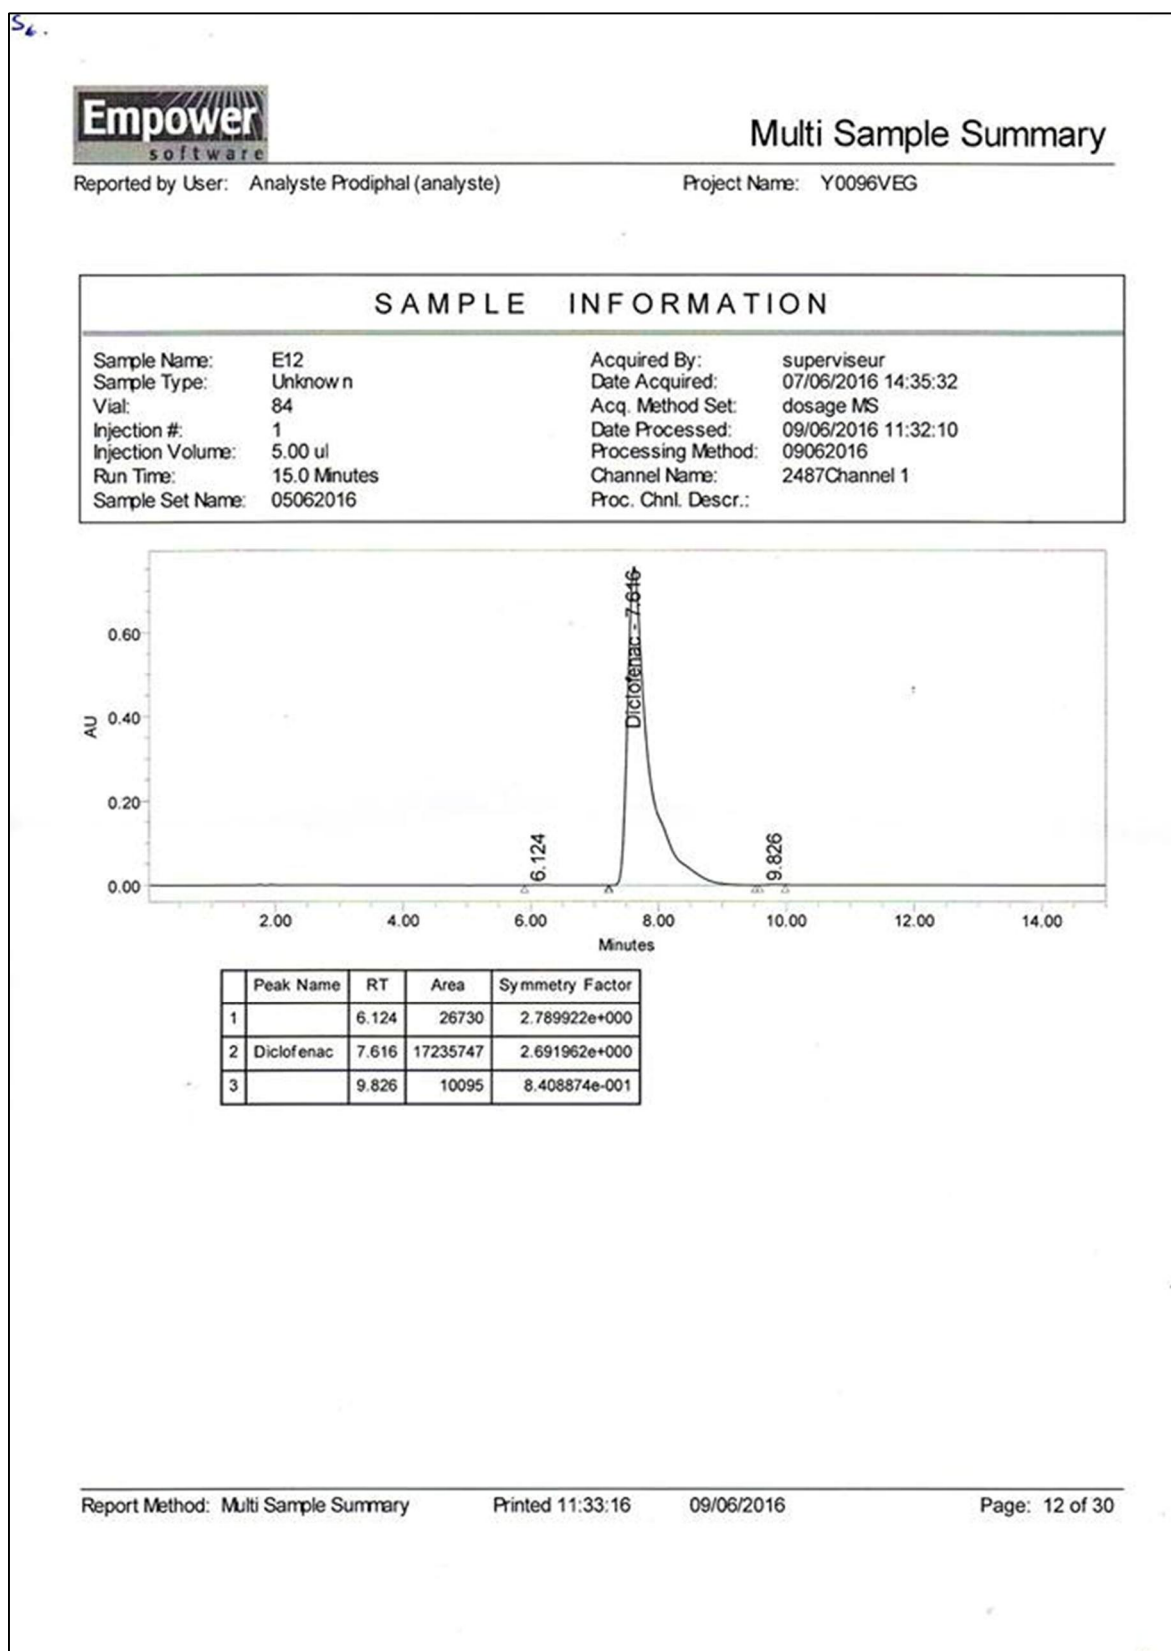 Empower
software
Multi Sample Summary
Reported by User: Analyste Prodiphal (analyste)
Project Name: Y0096VEG
SAMPLE INFORMATION
Sample Name: E12
Sample Type: Unknown
Vial: 84
Injection #: 1
Injection Volume: 5.00 ul
Run Time: 15.0 Minutes
Sample Set Name: 05062016
Acquired By: superviseur
Date Acquired: 07/06/2016 14:35:32
Acq. Method Set: dosage MS
Date Processed: 09/06/2016 11:32:10
Processing Method: 09062016
Channel Name: 2487Channel 1
Proc. Chnl. Descr.:
AU
0.60
0.40
0.20
0.00
6.124
Diclofenac - 7.616
9.826
2.00 4.00 6.00 8.00 10.00 12.00 14.00
Minutes
Peak Name RT Area Symmetry Factor
1 6.124 26730 2.789922e+000
2 Diclofenac 7.616 17235747 2.691962e+000
3 9.826 10095 8.408874e-001
Report Method: Multi Sample Summary Printed 11:33:16 09/06/2016 Page: 12 of 30